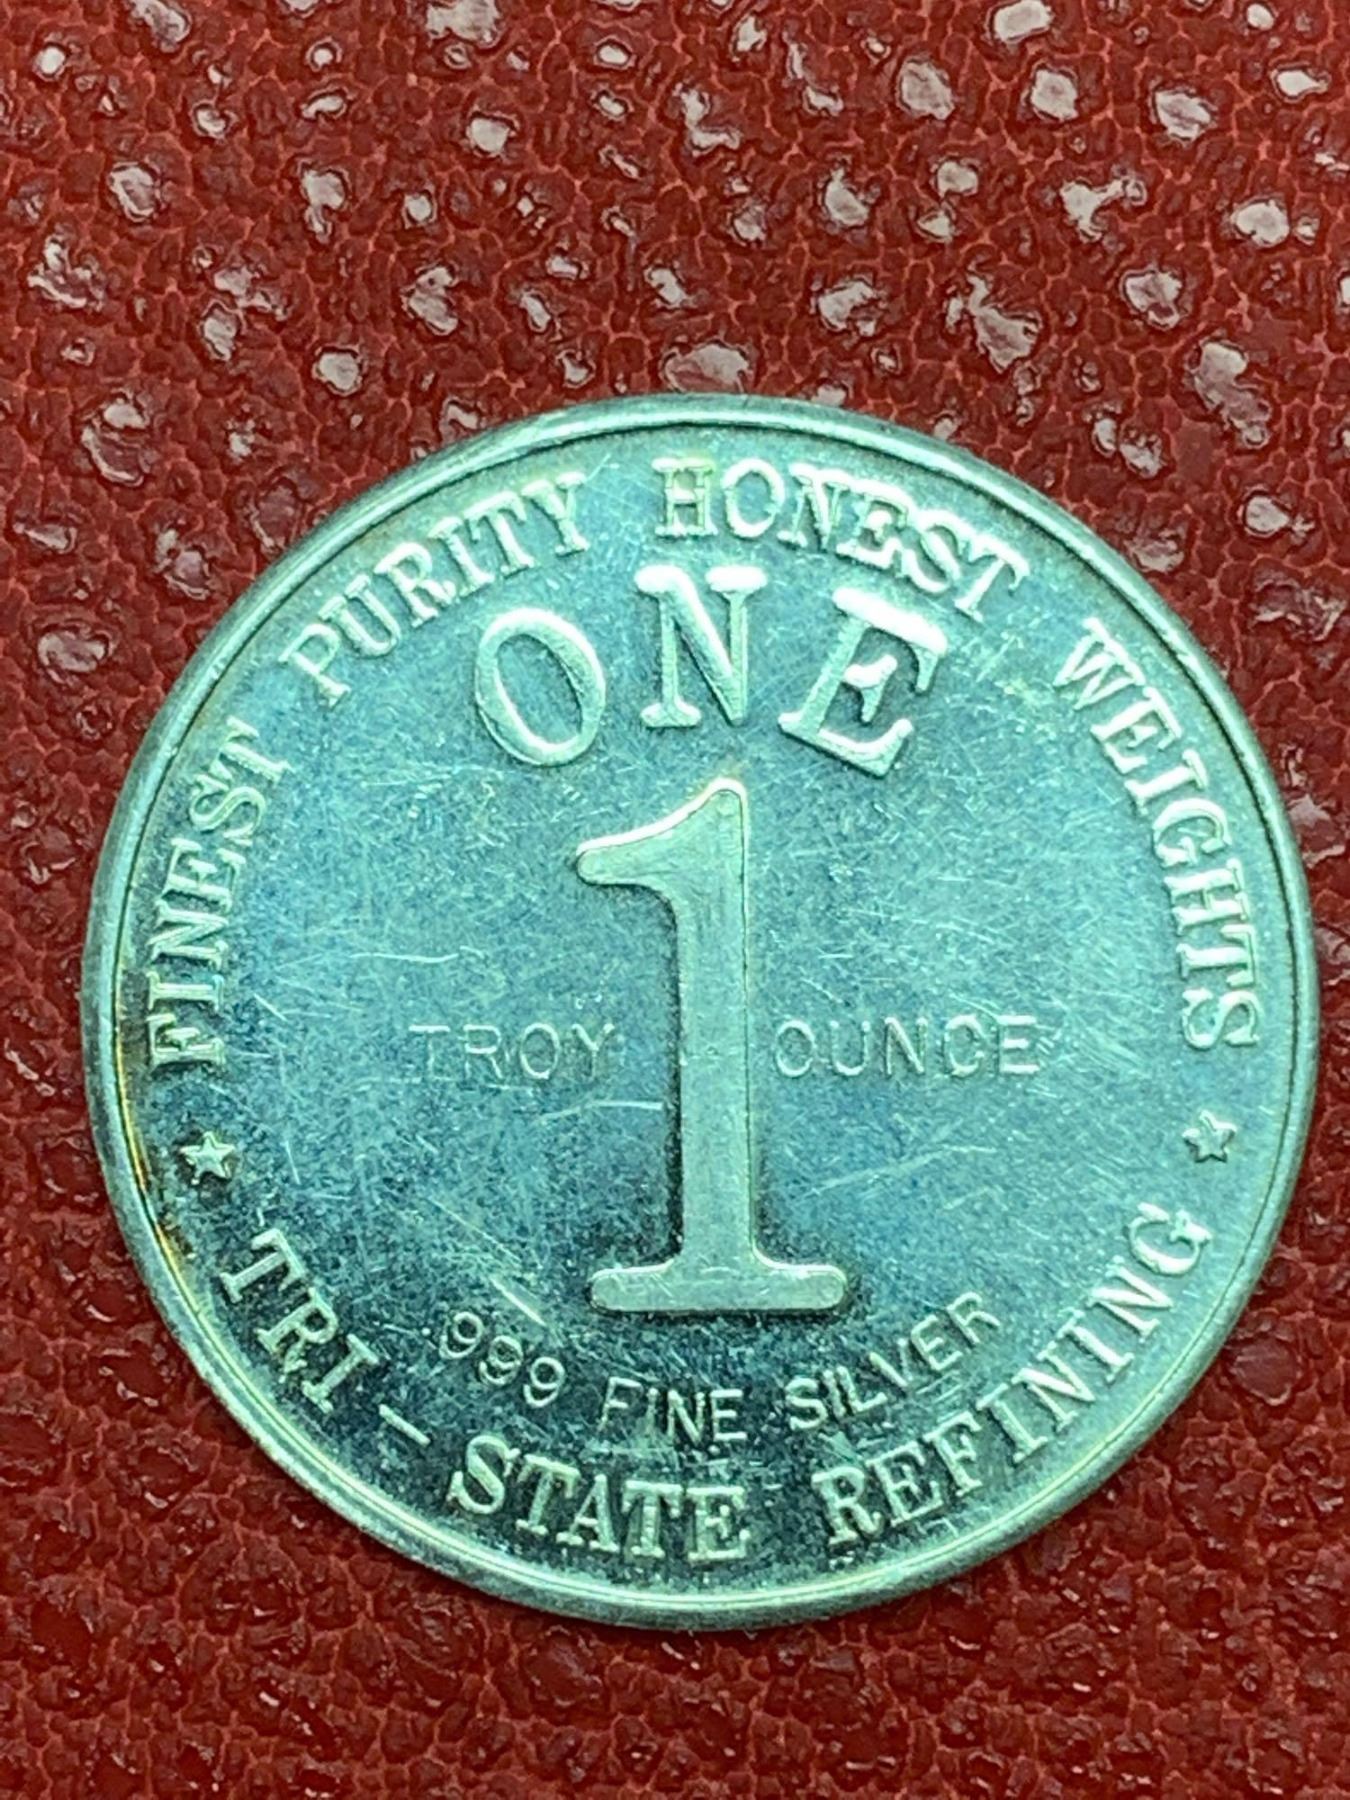 FINEST PURITY HONEST WEIGHTS
ONE
1
TROY OUNCE
999 FINE SILVER
TRI-STATE REFINING